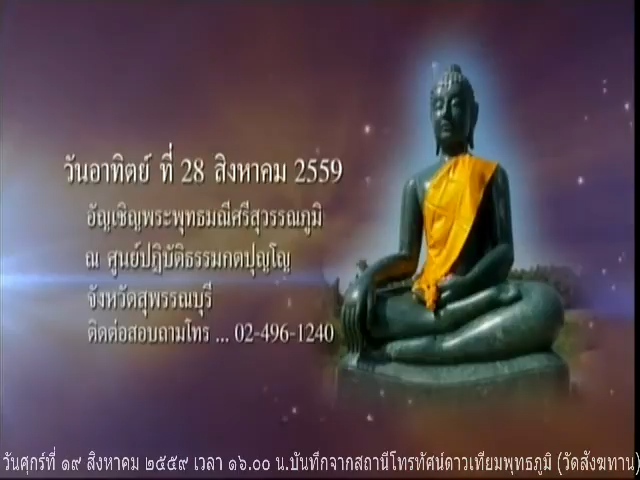 วันอาทิตย์ ที่ 28 สิงหาคม 2559
อัญเชิญพระพุทธมณีศรีสุวรรณภูมิ
ณ ศูนย์ปฏิบัติธรรมกตปุญโญ
จังหวัดสุพรรณบุรี
ติดต่อสอบถามโทร ... 02-496-1240
วันศุกร์ที่ ๑๙ สิงหาคม ๒๕๕๙ เวลา ๑๖.๐๐ น.บันทึกจากสถานีโทรทัศน์ดาวเทียมพุทธภูมิ (วัดสังฆทาน)